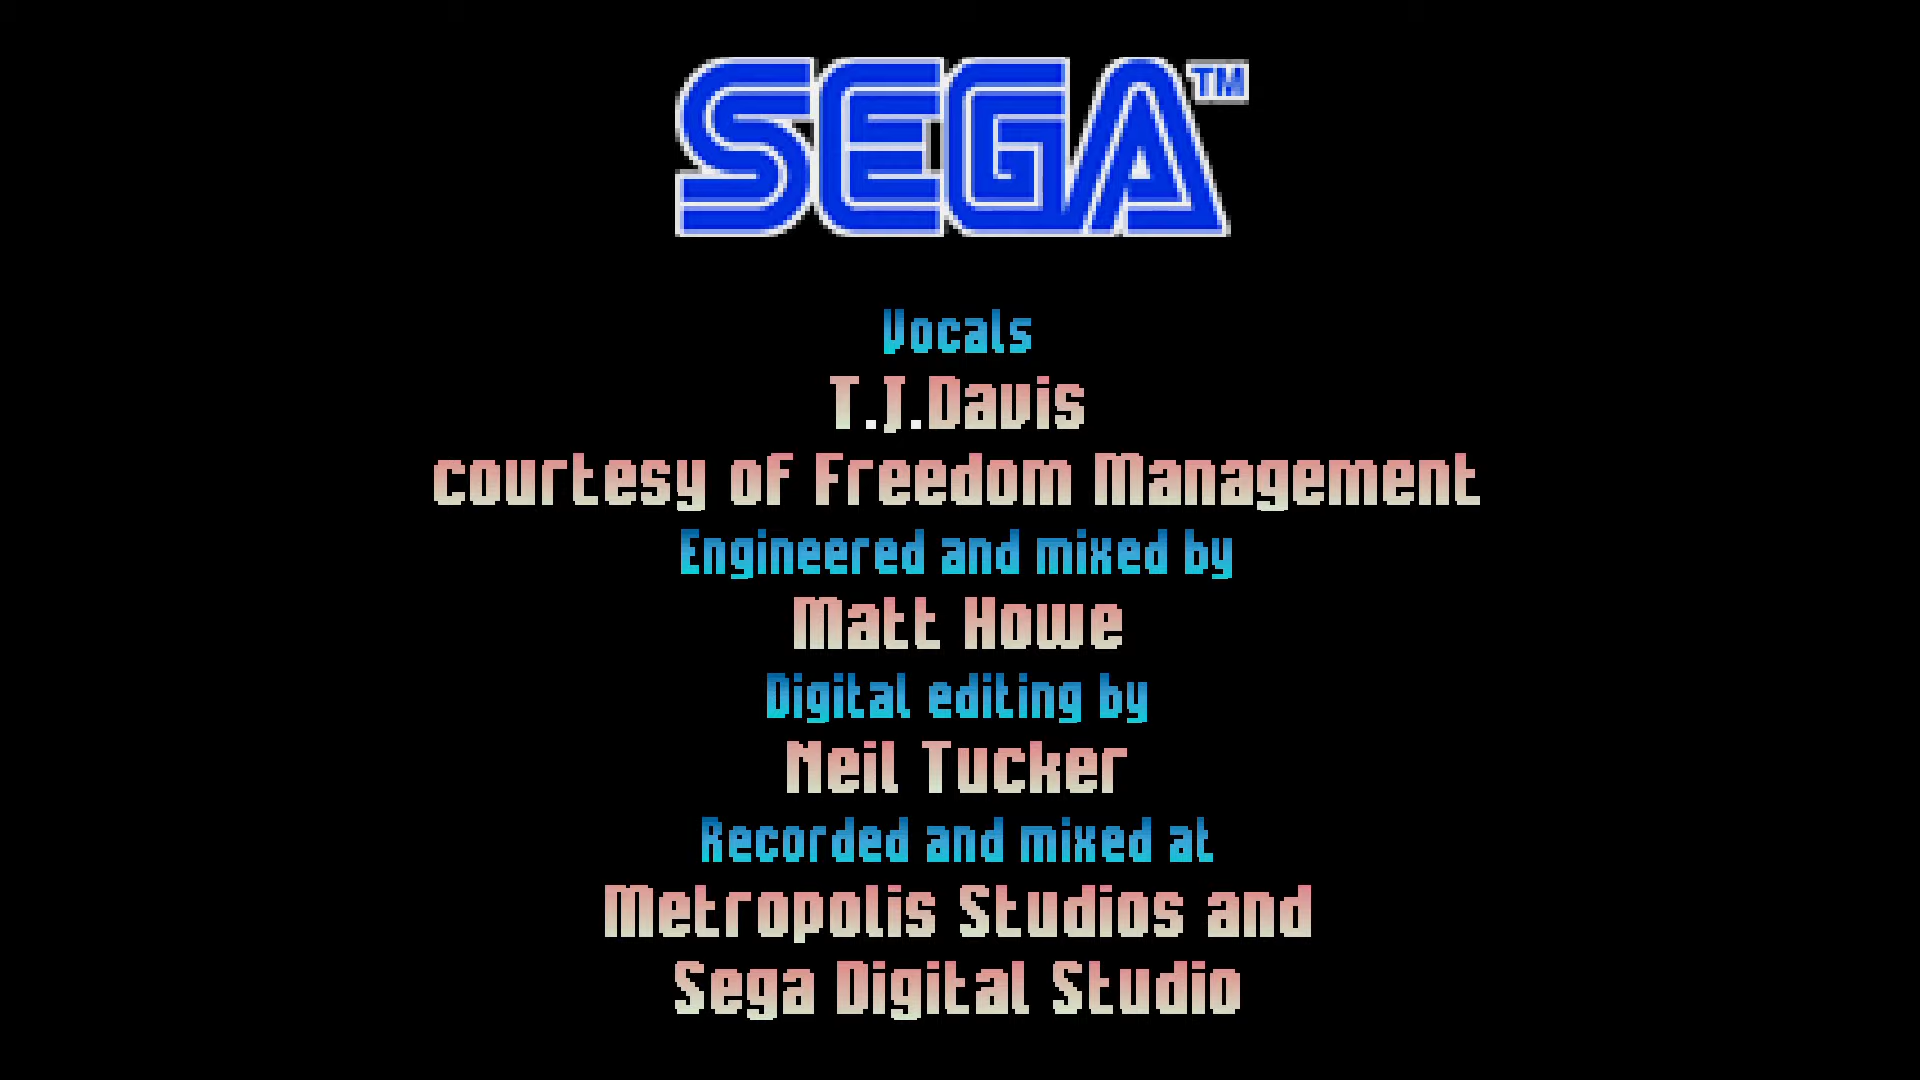 SEGA™
Vocals
T.J.Davis
courtesy of Freedom Management
Engineered and mixed by
Matt Howe
Digital editing by
Neil Tucker
Recorded and mixed at
Metropolis Studios and
Sega Digital Studio